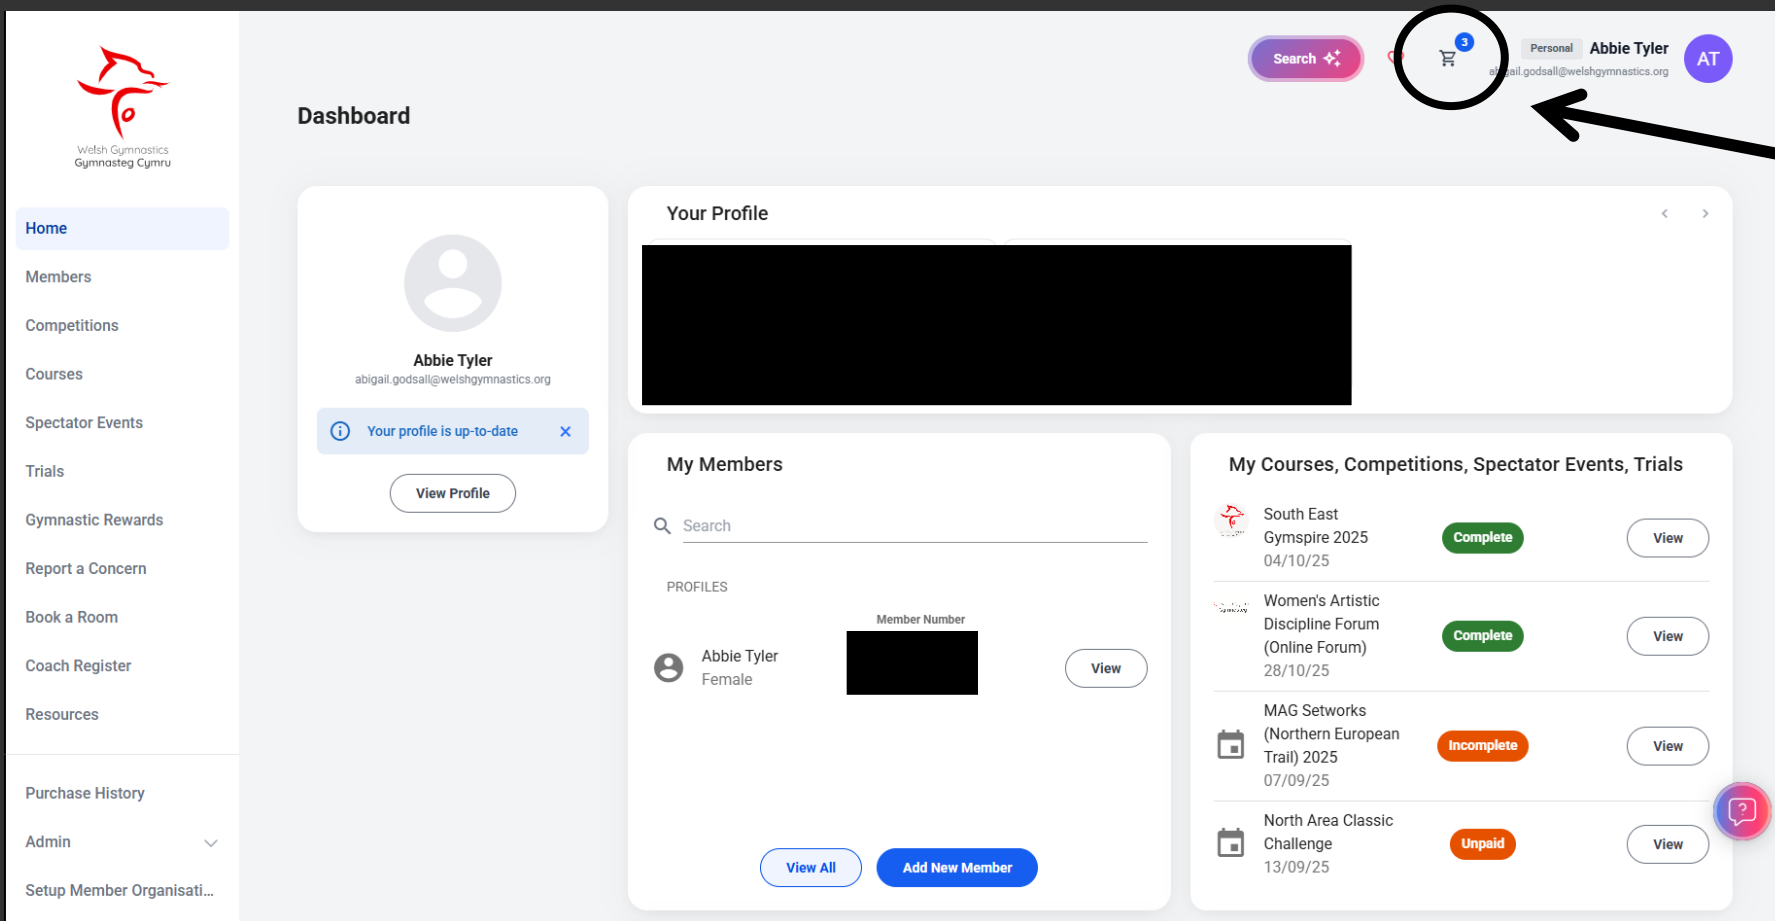 Welsh Gymnastics
Gymnasteg Cymru
Home
Members
Competitions
Courses
Spectator Events
Trials
Gymnastic Rewards
Report a Concern
Book a Room
Coach Register
Resources
Purchase History
Admin
Setup Member Organisati...
Search
3
Personal Abbie Tyler
abigail.godsall@welshgymnastics.org
AT
Dashboard
Abbie Tyler
abigail.godsall@welshgymnastics.org
Your profile is up-to-date
View Profile
Your Profile
My Members
Search
PROFILES
Member Number
Abbie Tyler
Female
View
View All
Add New Member
My Courses, Competitions, Spectator Events, Trials
South East
Gymspire 2025
04/10/25
Complete
View
Women's Artistic
Discipline Forum
(Online Forum)
28/10/25
Complete
View
MAG Setworks
(Northern European
Trail) 2025
07/09/25
Incomplete
View
North Area Classic
Challenge
13/09/25
Unpaid
View